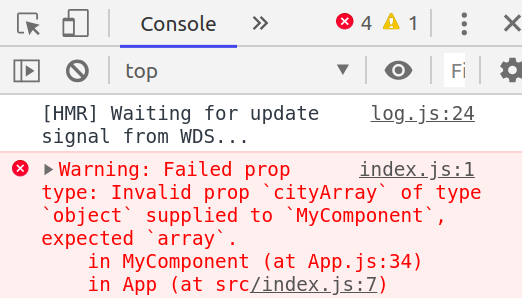 Console 4 1
top Fi
[HMR] Waiting for update log.js:24
signal from WDS...
Warning: Failed prop index.js:1
type: Invalid prop `cityArray` of type
`object` supplied to `MyComponent`,
expected `array`.
in MyComponent (at App.js:34)
in App (at src/index.js:7)